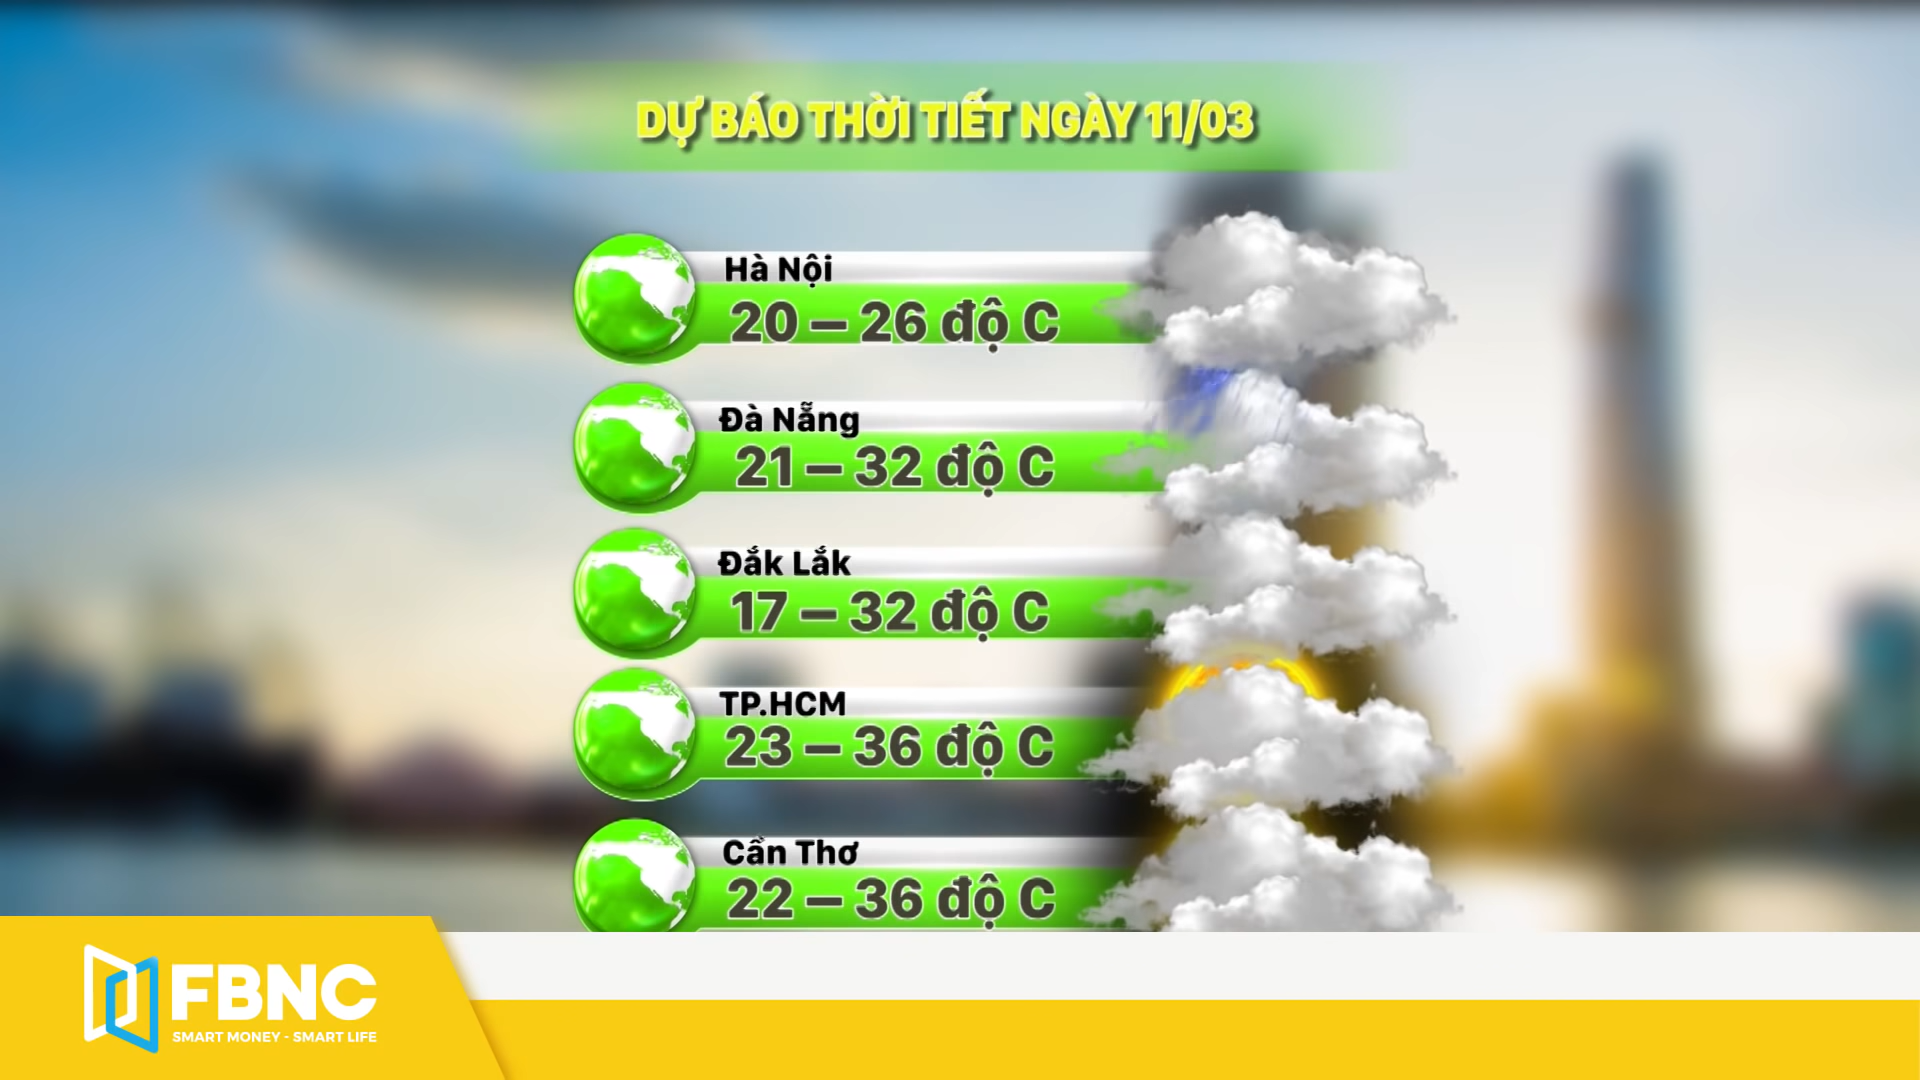 DỰ BÁO THỜI TIẾT NGÀY 11/03
Hà Nội
20 – 26 độ C
Đà Nẵng
21 – 32 độ C
Đắk Lắk
17 – 32 độ C
TP.HCM
23 – 36 độ C
Cần Thơ
22 – 36 độ C
FBNC
SMART MONEY - SMART LIFE